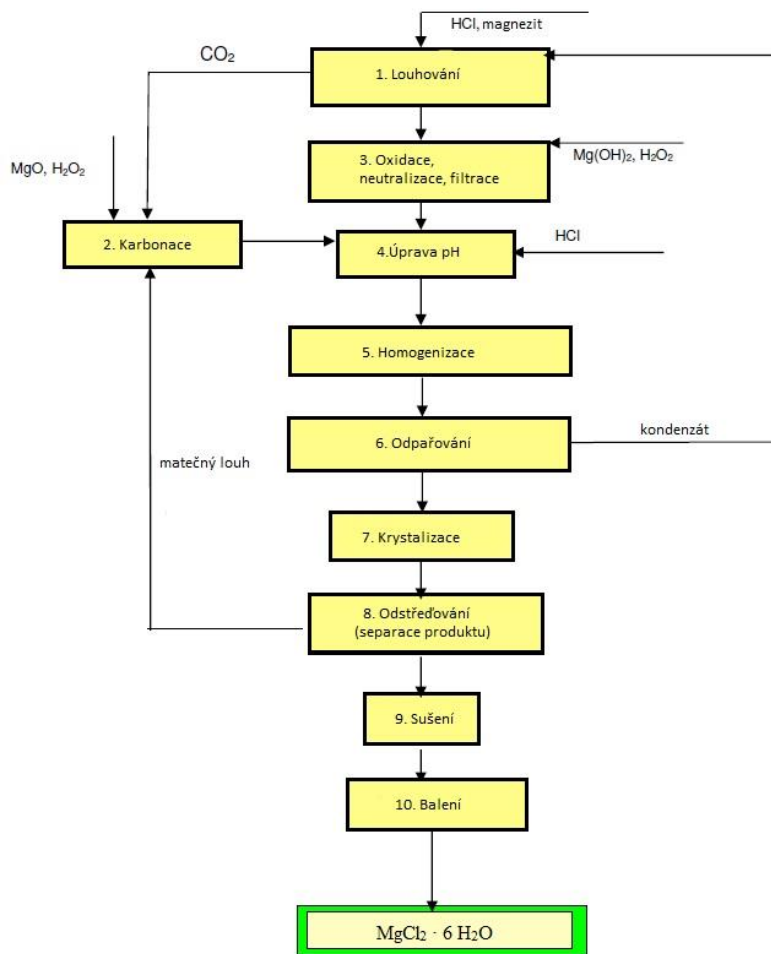 HCl, magnezit
CO₂
1. Louhování
MgO, H₂O₂
3. Oxidace,
neutralizace, filtrace
Mg(OH)₂, H₂O₂
2. Karbonace
4.Úprava pH
HCl
5. Homogenizace
6. Odpařování
kondenzát
matečný louh
7. Krystalizace
8. Odstřeďování
(separace produktu)
9. Sušení
10. Balení
MgCl₂ · 6 H₂O